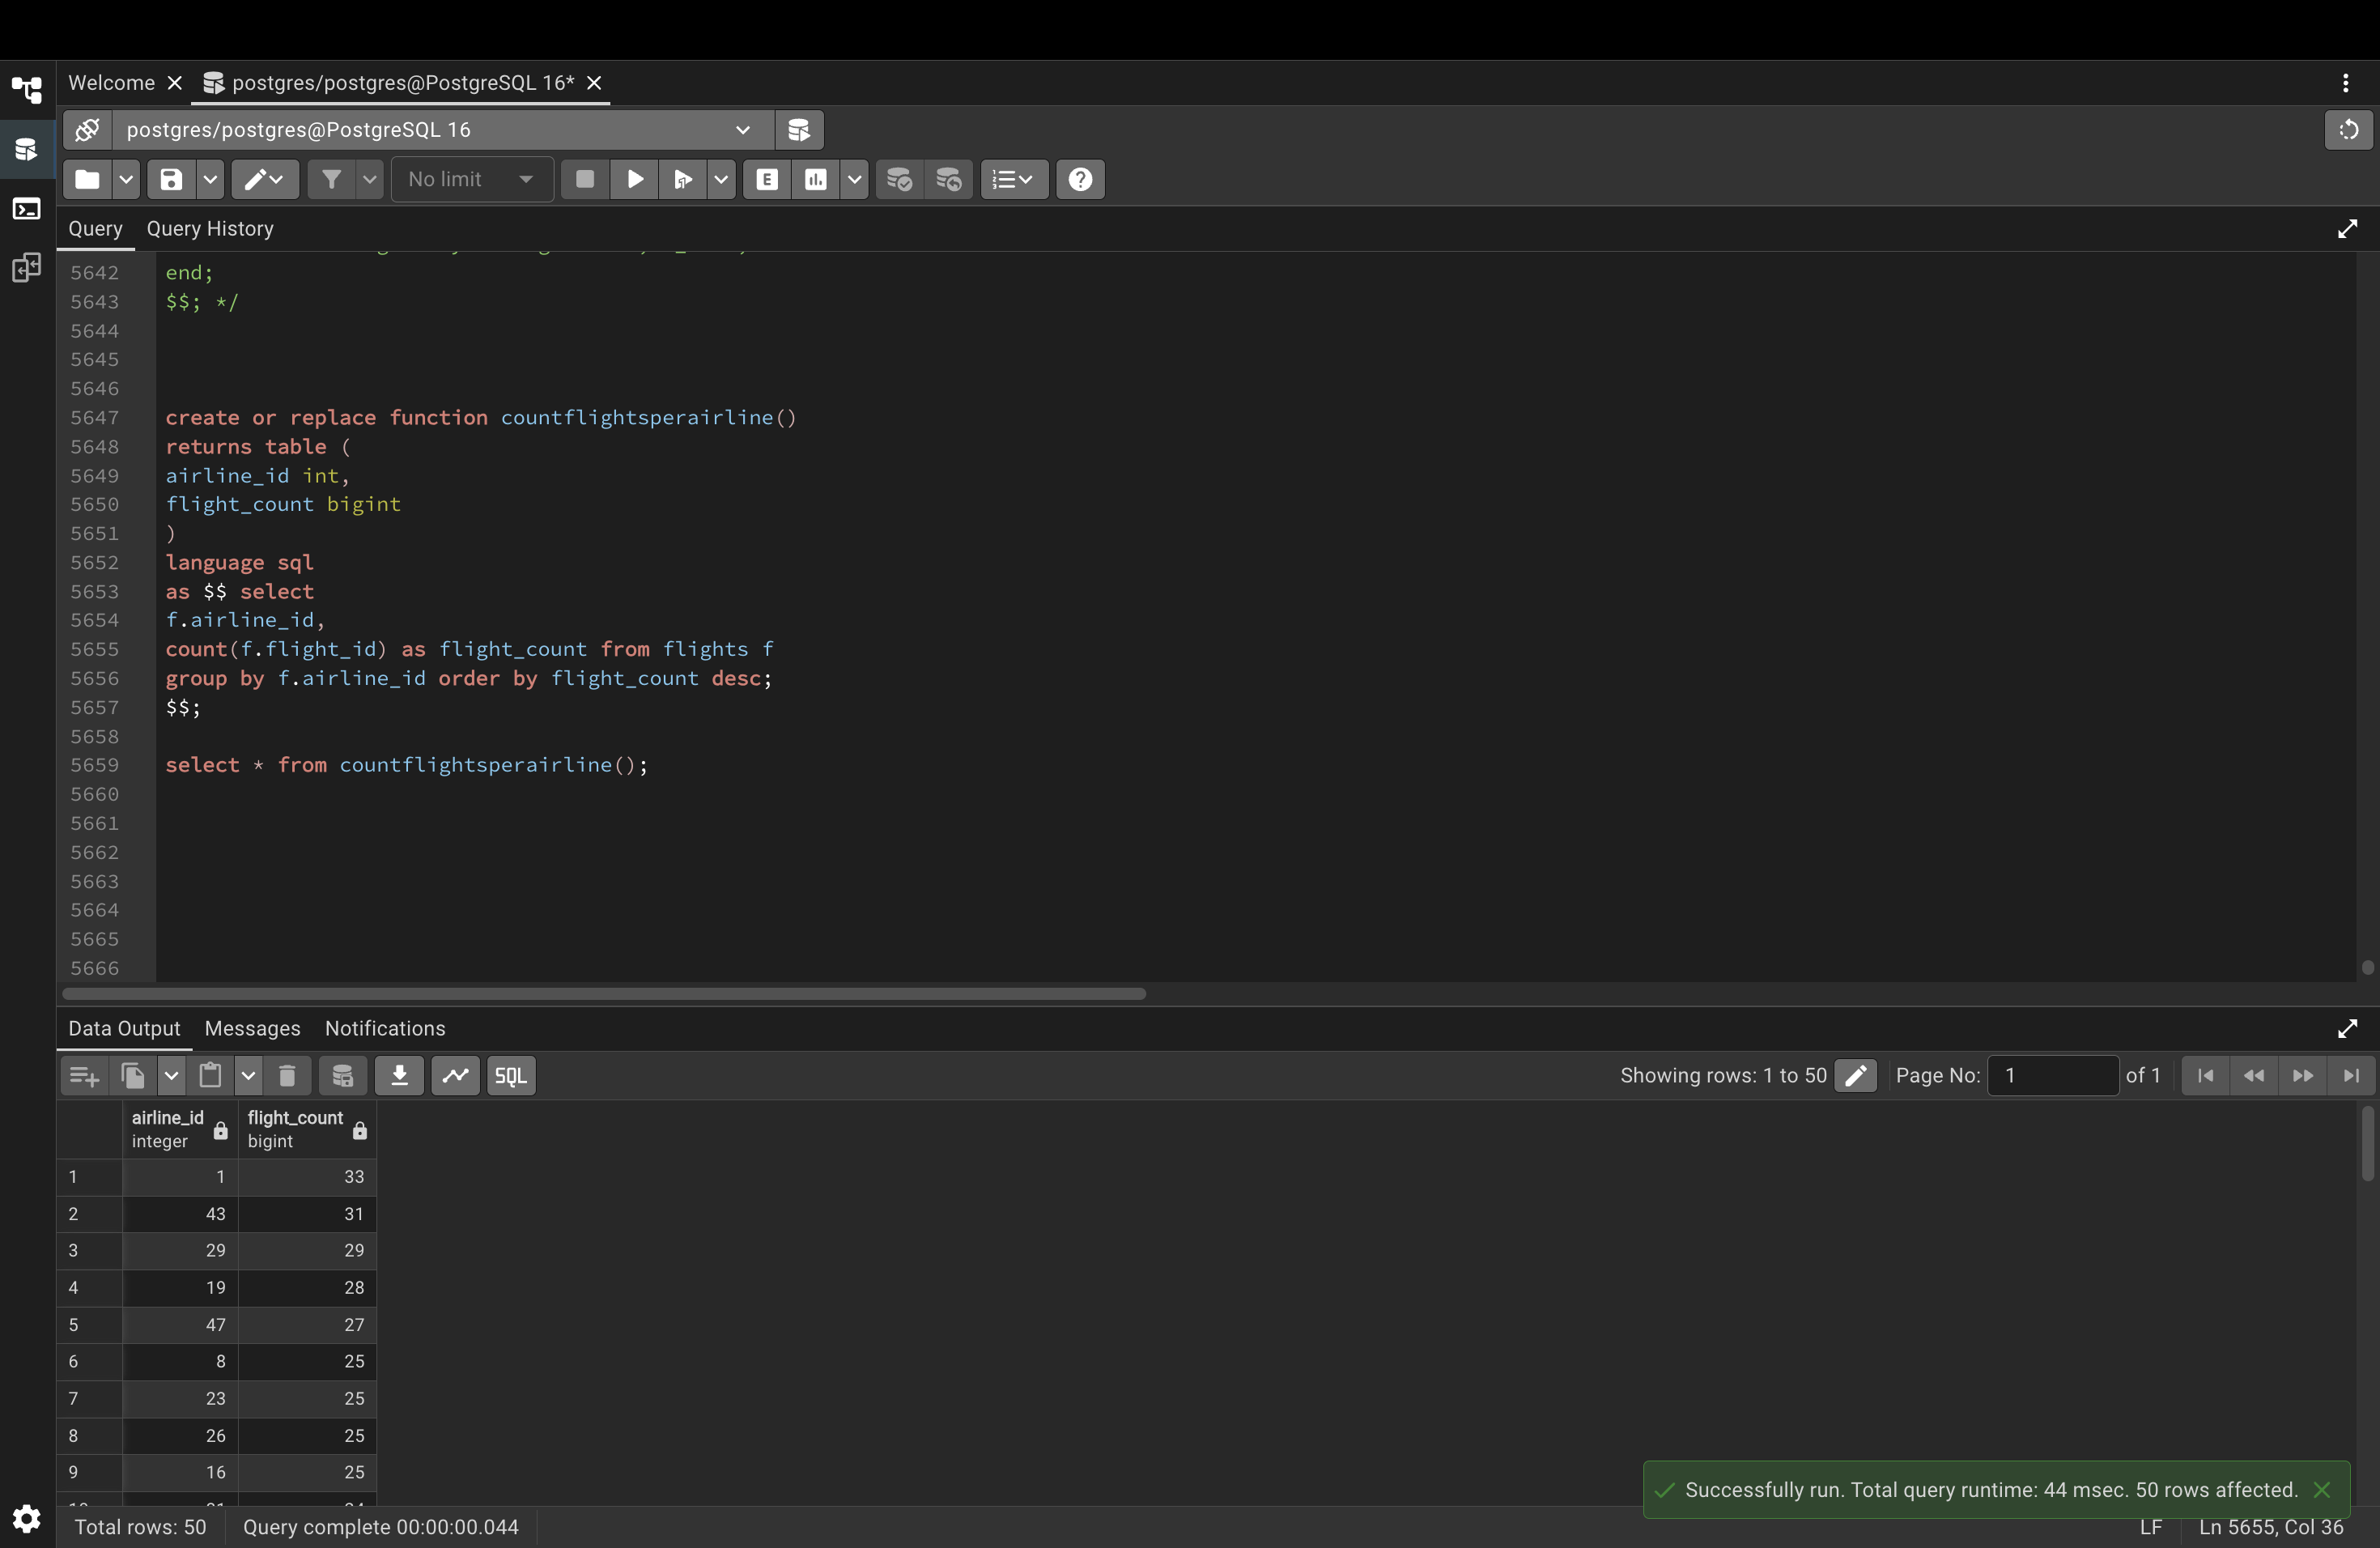 Welcome
postgres/postgres@PostgreSQL 16*
postgres/postgres@PostgreSQL 16
No limit
E
Query Query History
5642 end;
5643 $$; */
5644
5645
5646
5647 create or replace function countflightsperairline()
5648 returns table (
5649 airline_id int,
5650 flight_count bigint
5651 )
5652 language sql
5653 as $$ select
5654 f.airline_id,
5655 count(f.flight_id) as flight_count from flights f
5656 group by f.airline_id order by flight_count desc;
5657 $$;
5658
5659 select * from countflightsperairline();
5660
5661
5662
5663
5664
5665
5666
Data Output Messages Notifications
SQL Showing rows: 1 to 50 Page No: 1 of 1
airline_id flight_count
integer bigint
1 1 33
2 43 31
3 29 29
4 19 28
5 47 27
6 8 25
7 23 25
8 26 25
9 16 25
Successfully run. Total query runtime: 44 msec. 50 rows affected.
Total rows: 50 Query complete 00:00:00.044 LF Ln 5655, Col 36